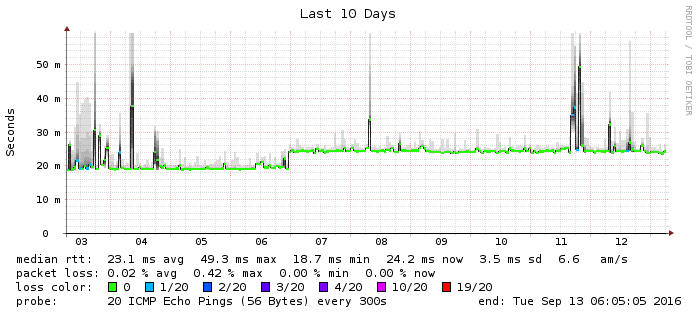 Last 10 Days
RRDTOOL / TOBI OETIKER
Seconds
50 m
40 m
30 m
20 m
10 m
0
03 04 05 06 07 08 09 10 11 12
median rtt: 23.1 ms avg 49.3 ms max 18.7 ms min 24.2 ms now 3.5 ms sd 6.6 am/s
packet loss: 0.02 % avg 0.42 % max 0.00 % min 0.00 % now
loss color: 0 1/20 2/20 3/20 4/20 10/20 19/20
probe: 20 ICMP Echo Pings (56 Bytes) every 300s end: Tue Sep 13 06:05:05 2016